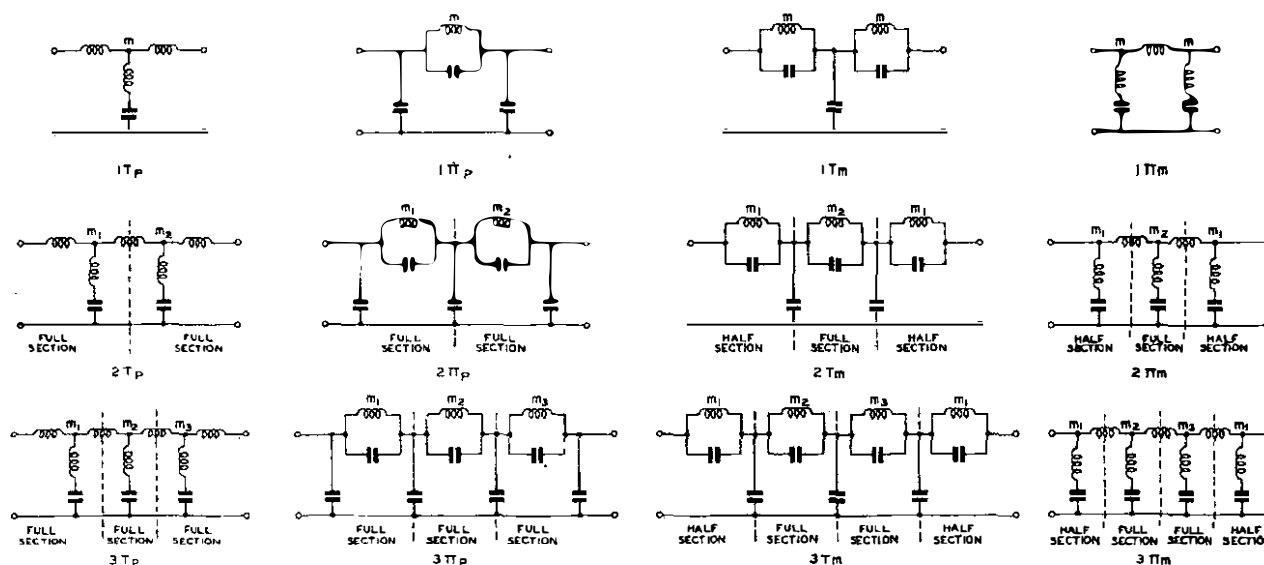 m
m
m m
m m
1Tp
1πp
1Tm
1πm
m₁ m₂
m₁ m₂
m₁ m₂ m₁
m₁ m₂ m₁
FULL SECTION FULL SECTION
FULL SECTION FULL SECTION
HALF SECTION FULL SECTION HALF SECTION
HALF SECTION FULL SECTION HALF SECTION
2Tp
2πp
2Tm
2πm
m₁ m₂ m₃
m₁ m₂ m₃
m₁ m₂ m₃ m₁
m₁ m₂ m₃ m₁
FULL SECTION FULL SECTION FULL SECTION
FULL SECTION FULL SECTION FULL SECTION
HALF SECTION FULL SECTION FULL SECTION HALF SECTION
HALF SECTION FULL SECTION FULL SECTION HALF SECTION
3Tp
3πp
3Tm
3πm